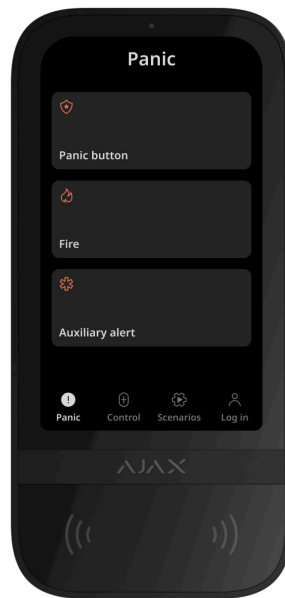 Panic
Panic button
Fire
Auxiliary alert
Panic Control Scenarios Log in
AJAX